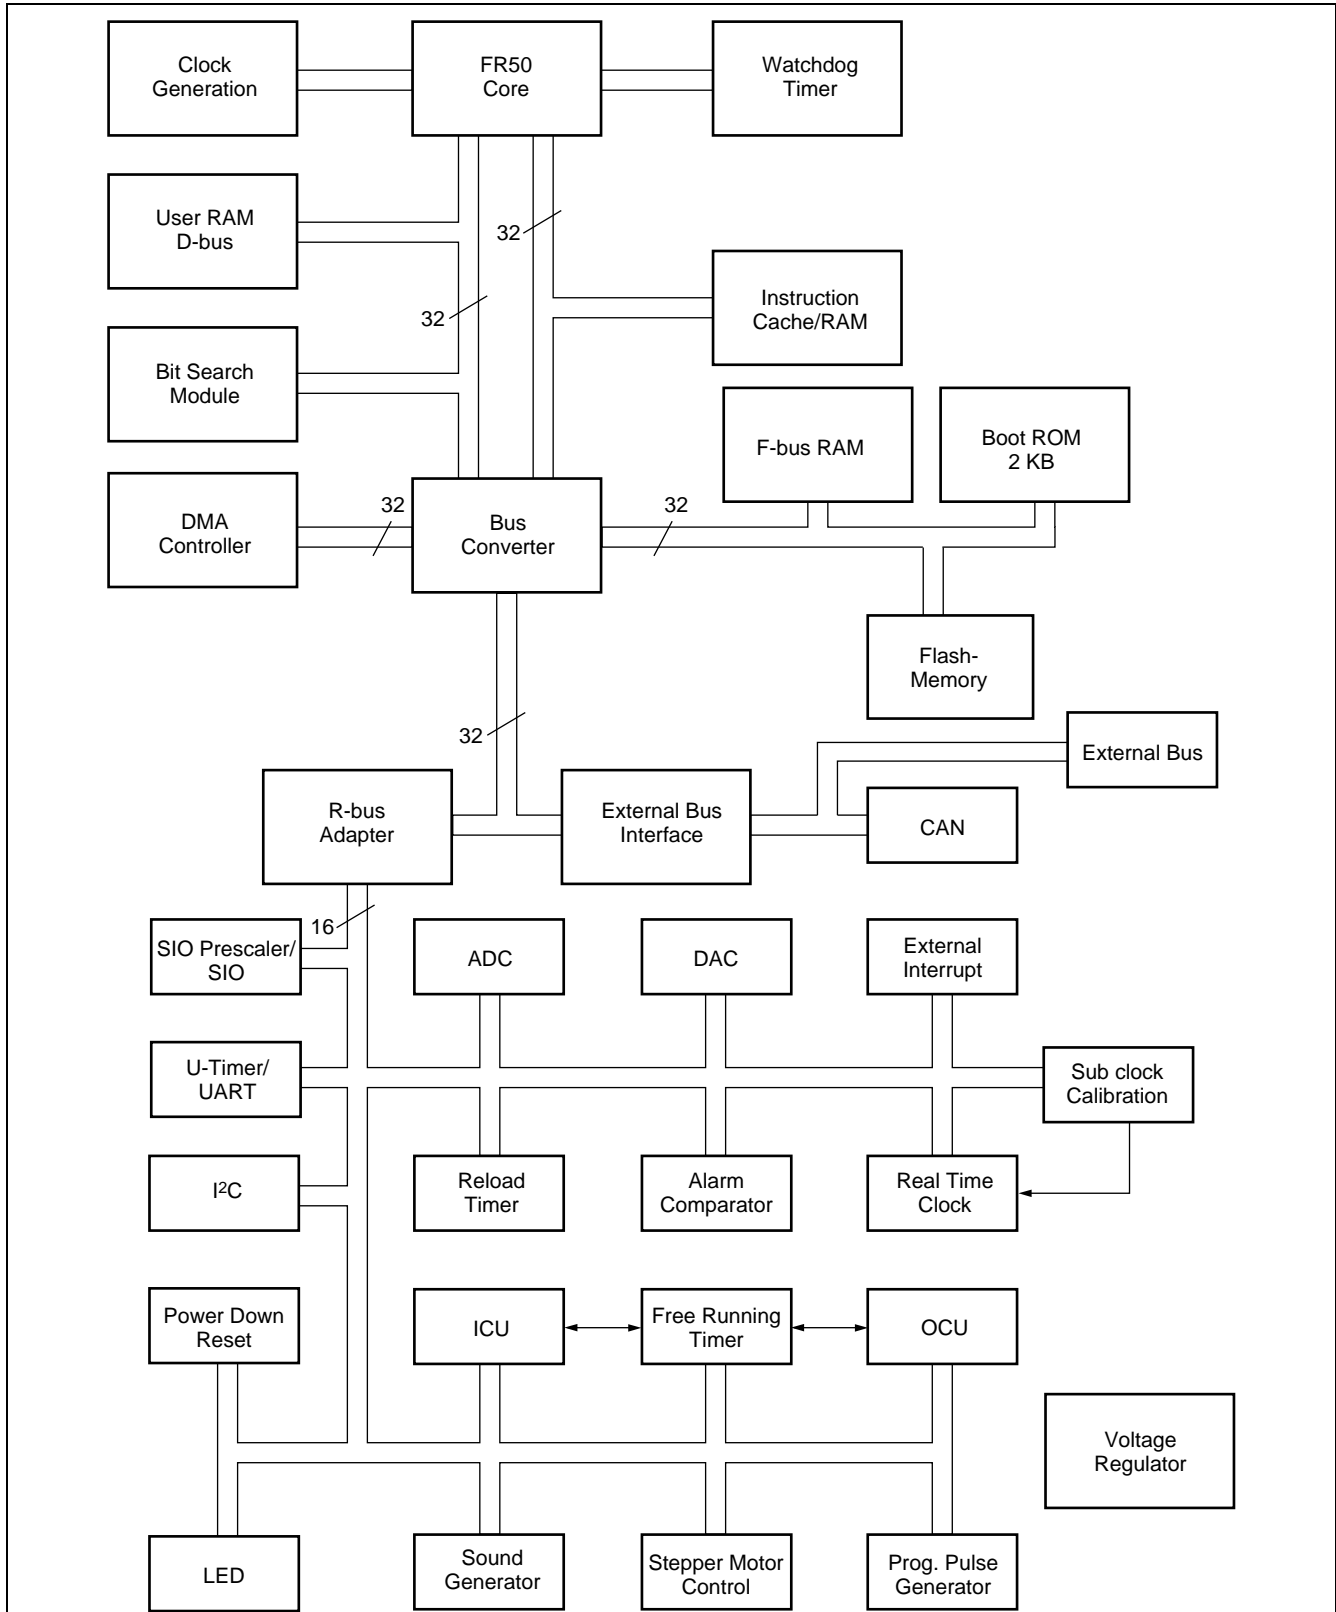 Clock
Generation
FR50
Core
Watchdog
Timer
User RAM
D-bus
32
32
Instruction
Cache/RAM
Bit Search
Module
F-bus RAM
Boot ROM
2 KB
DMA
Controller
32
Bus
Converter
32
Flash-
Memory
32
External Bus
R-bus
Adapter
External Bus
Interface
CAN
16
SIO Prescaler/
SIO
ADC
DAC
External
Interrupt
U-Timer/
UART
Sub clock
Calibration
I²C
Reload
Timer
Alarm
Comparator
Real Time
Clock
Power Down
Reset
ICU
Free Running
Timer
OCU
Voltage
Regulator
LED
Sound
Generator
Stepper Motor
Control
Prog. Pulse
Generator